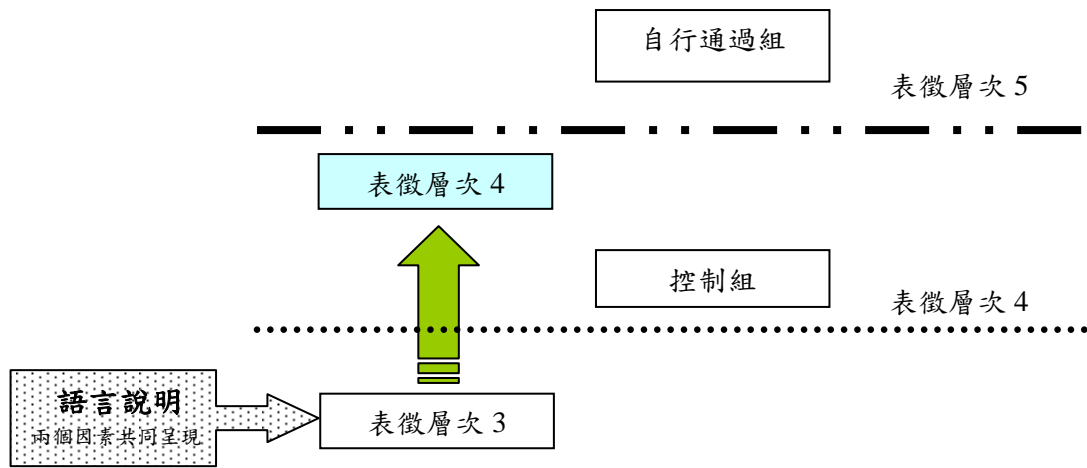 自行通過組
表徵層次 5
表徵層次 4
控制組
表徵層次 4
語言說明
兩個因素共同呈現
表徵層次 3